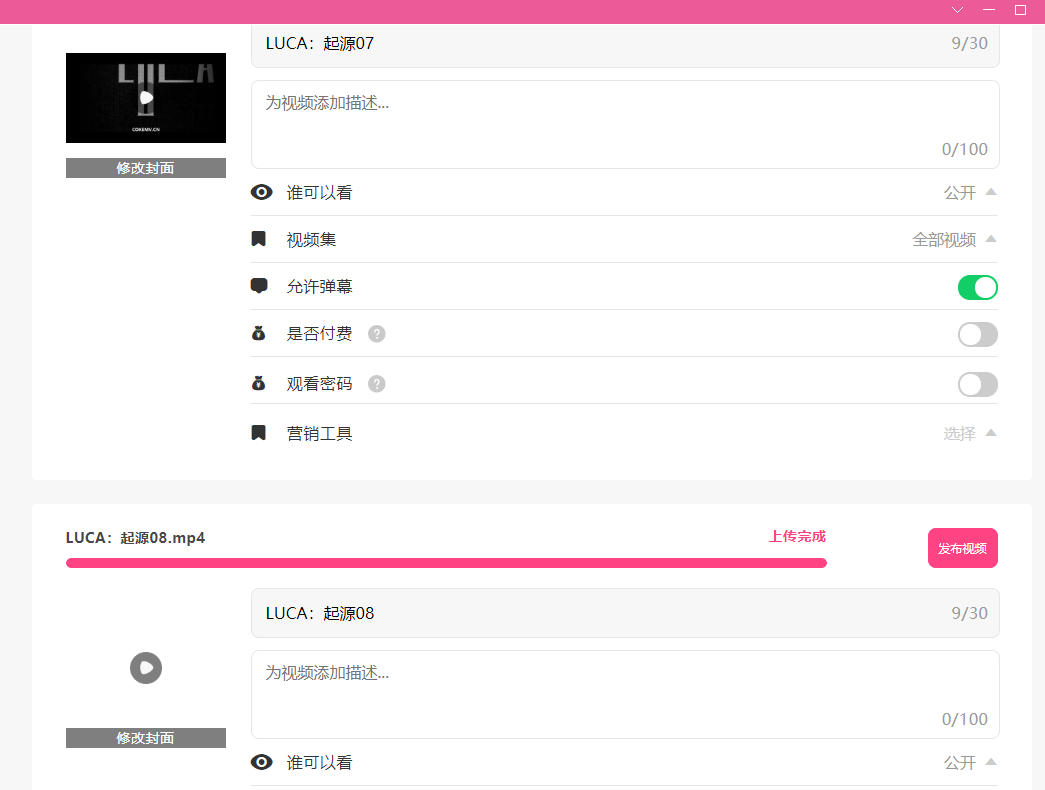 LUCA：起源07
9/30
LUCA
COKEMV.CN
为视频添加描述...
0/100
修改封面
谁可以看
公开
视频集
全部视频
允许弹幕
是否付费
?
观看密码
?
营销工具
选择
LUCA：起源08.mp4
上传完成
发布视频
LUCA：起源08
9/30
为视频添加描述...
0/100
修改封面
谁可以看
公开